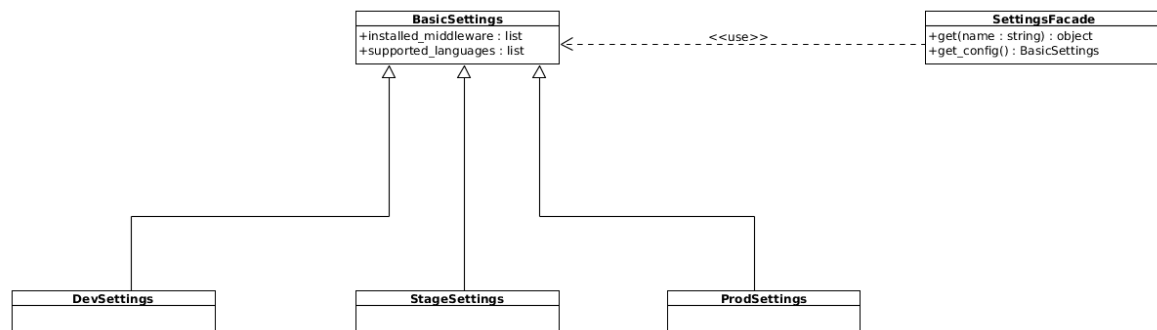 BasicSettings
+installed_middleware : list
+supported_languages : list
<<use>>
SettingsFacade
+get(name : string) : object
+get_config() : BasicSettings
DevSettings
StageSettings
ProdSettings